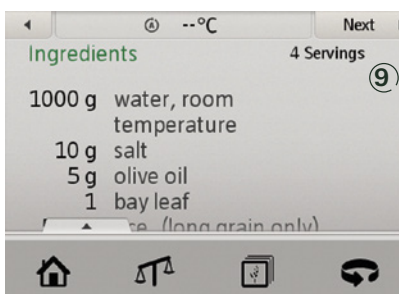 --°C Next
Ingredients 4 Servings
9
1000 g water, room
temperature
10 g salt
5 g olive oil
1 bay leaf
(long grain only)